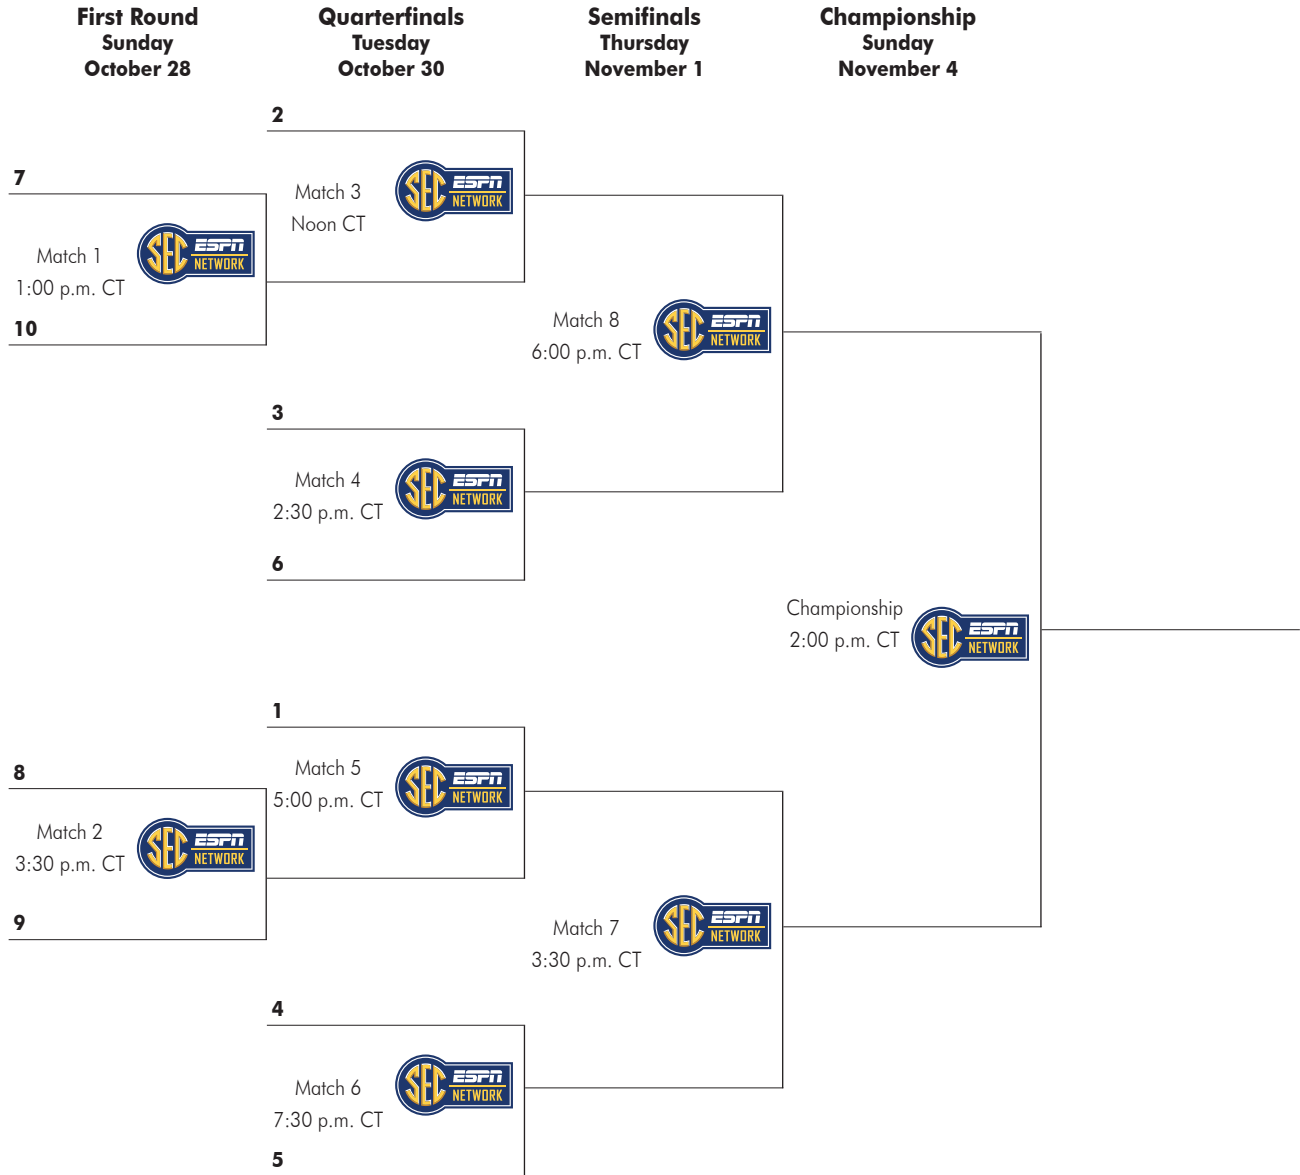 First Round
Sunday
October 28
Quarterfinals
Tuesday
October 30
Semifinals
Thursday
November 1
Championship
Sunday
November 4
2
Match 3
Noon CT
SEC ESPN
NETWORK
7
Match 1
1:00 p.m. CT
SEC ESPN
NETWORK
10
Match 8
6:00 p.m. CT
SEC ESPN
NETWORK
3
Match 4
2:30 p.m. CT
SEC ESPN
NETWORK
6
Championship
2:00 p.m. CT
SEC ESPN
NETWORK
1
Match 5
5:00 p.m. CT
SEC ESPN
NETWORK
8
Match 2
3:30 p.m. CT
SEC ESPN
NETWORK
9
Match 7
3:30 p.m. CT
SEC ESPN
NETWORK
4
Match 6
7:30 p.m. CT
SEC ESPN
NETWORK
5